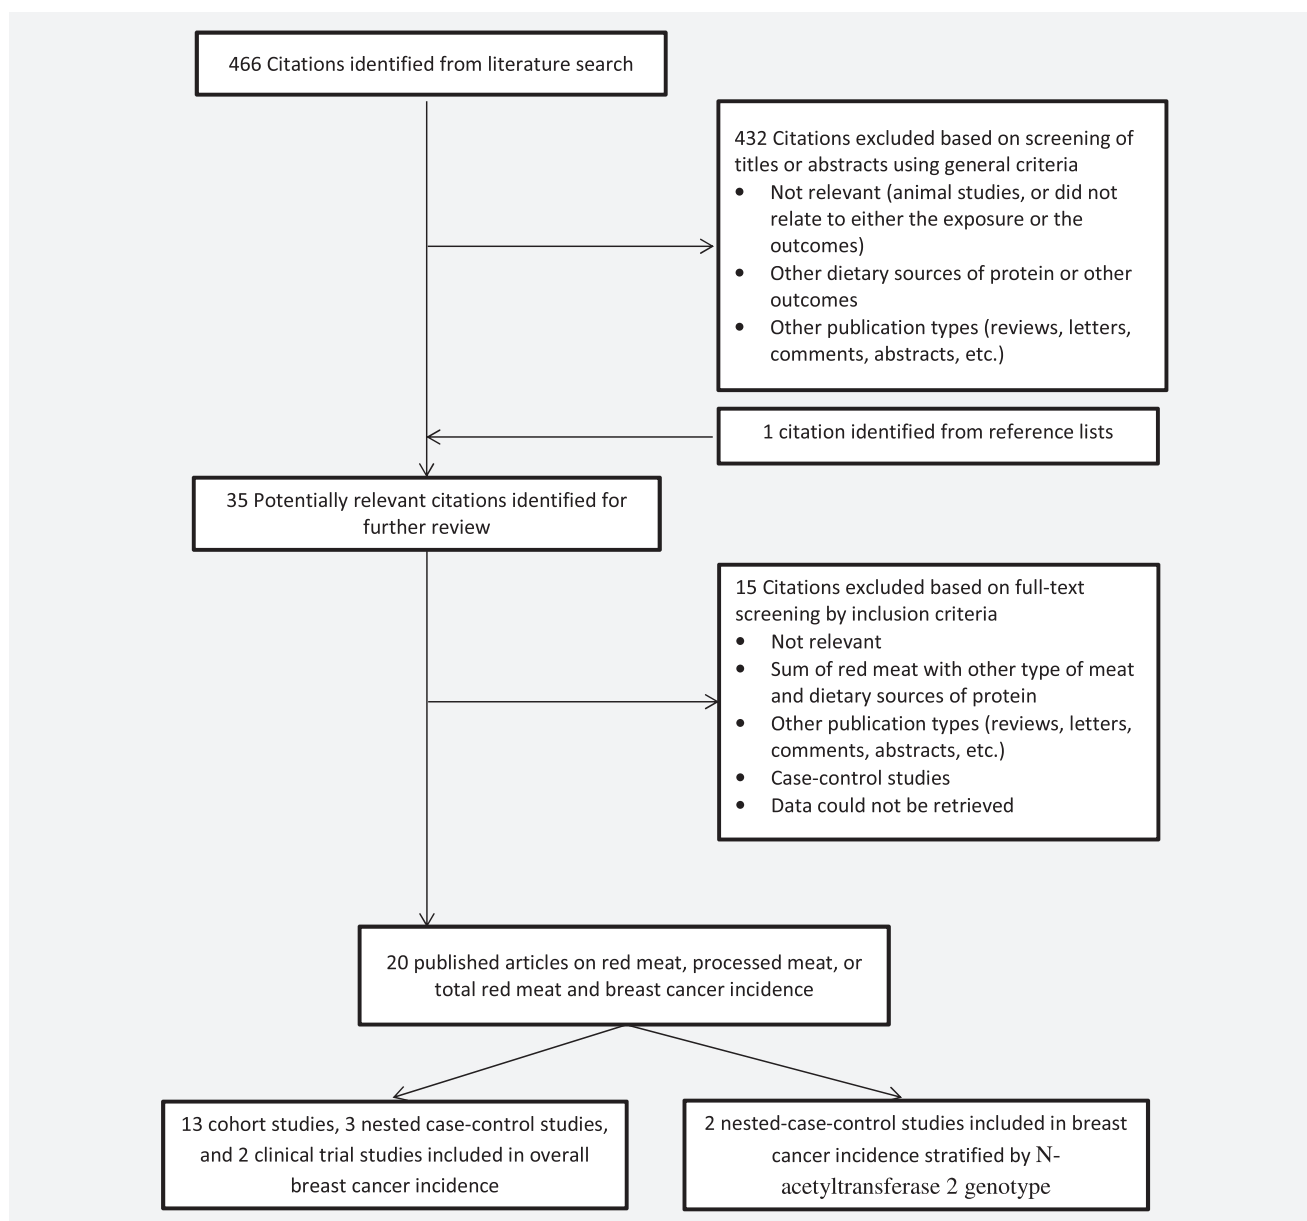 466 Citations identified from literature search
432 Citations excluded based on screening of
titles or abstracts using general criteria
• Not relevant (animal studies, or did not
relate to either the exposure or the
outcomes)
• Other dietary sources of protein or other
outcomes
• Other publication types (reviews, letters,
comments, abstracts, etc.)
1 citation identified from reference lists
35 Potentially relevant citations identified for
further review
15 Citations excluded based on full-text
screening by inclusion criteria
• Not relevant
• Sum of red meat with other type of meat
and dietary sources of protein
• Other publication types (reviews, letters,
comments, abstracts, etc.)
• Case-control studies
• Data could not be retrieved
20 published articles on red meat, processed meat, or
total red meat and breast cancer incidence
13 cohort studies, 3 nested case-control studies,
and 2 clinical trial studies included in overall
breast cancer incidence
2 nested-case-control studies included in breast
cancer incidence stratified by N-
acetyltransferase 2 genotype